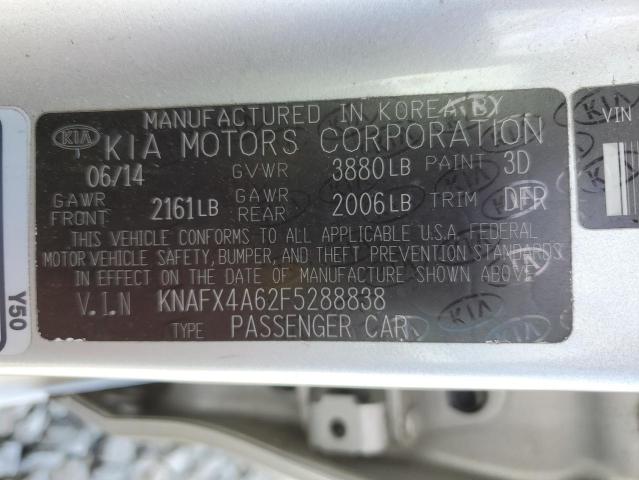 MANUFACTURED IN KOREA BY
KIA KIA MOTORS CORPORATION
06/14 GVWR 3880LB PAINT 3D
GAWR FRONT 2161LB GAWR REAR 2006LB TRIM DFR
THIS VEHICLE CONFORMS TO ALL APPLICABLE U.S.A. FEDERAL
MOTOR VEHICLE SAFETY, BUMPER, AND THEFT PREVENTION STANDARDS
IN EFFECT ON THE DATE OF MANUFACTURE SHOWN ABOVE
V.I.N KNAFX4A62F5288838
TYPE PASSENGER CAR
Y50
VIN